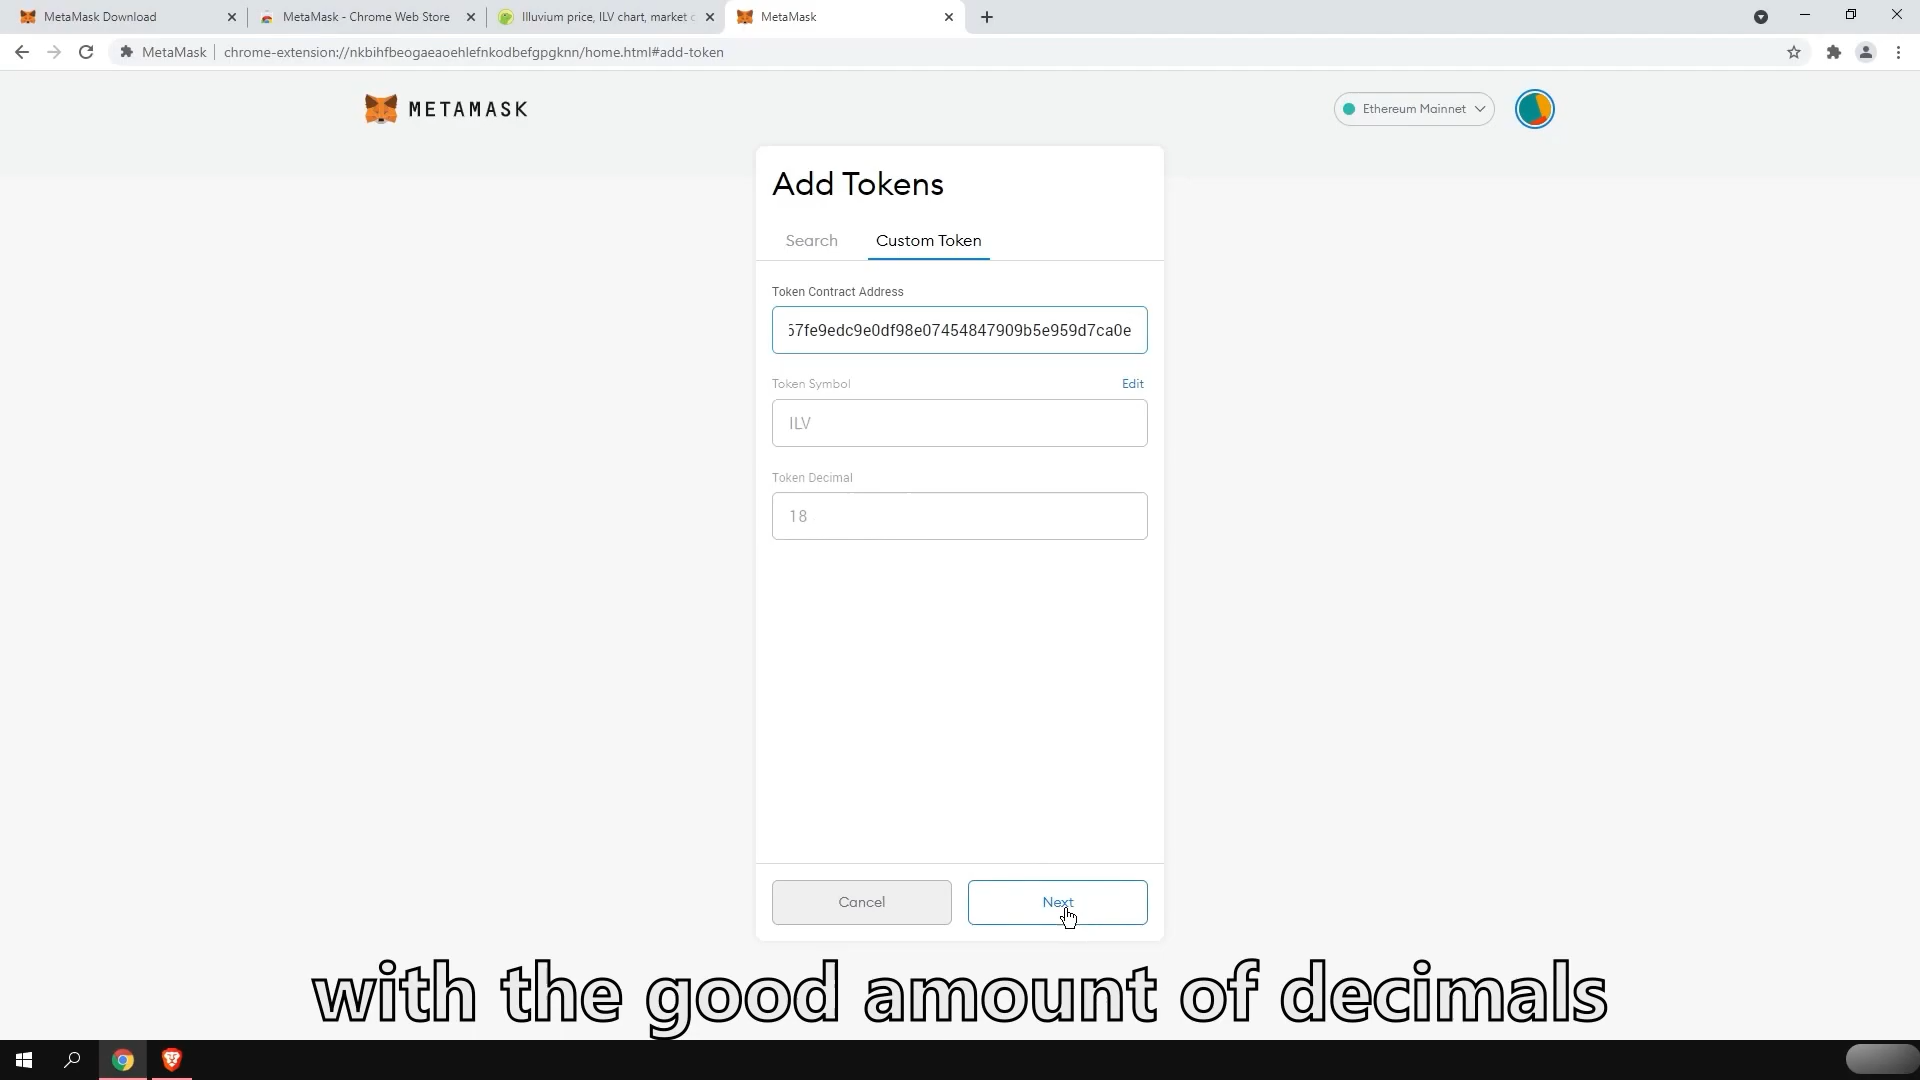 MetaMask Download
MetaMask - Chrome Web Store
Illuvium price, ILV chart, market c
MetaMask
MetaMask
chrome-extension://nkbihfbeogaeaoehlefnkodbefgpgknn/home.html#add-token
METAMASK
Ethereum Mainnet
Add Tokens
Search
Custom Token
Token Contract Address
67fe9edc9e0df98e07454847909b5e959d7ca0e
Token Symbol
Edit
ILV
Token Decimal
18
Cancel
Next
with the good amount of decimals